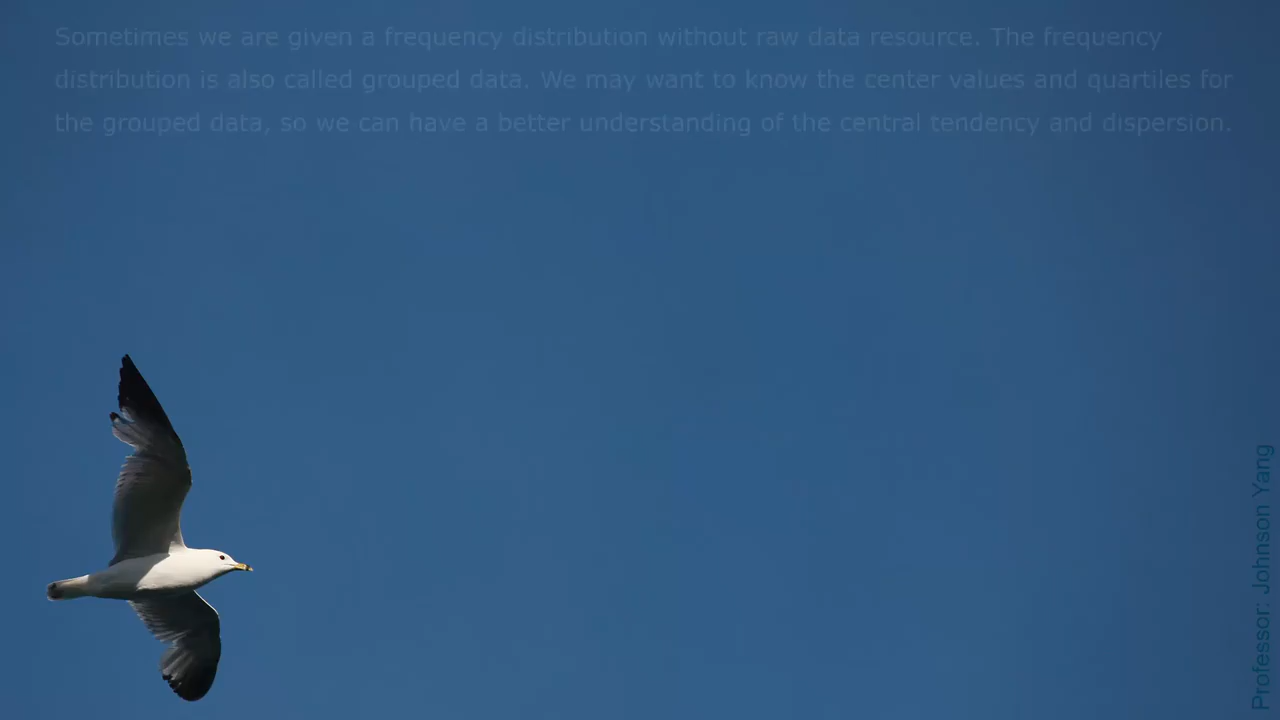 Sometimes we are given a frequency distribution without raw data resource. The frequency
distribution is also called grouped data. We may want to know the center values and quartiles for
the grouped data, so we can have a better understanding of the central tendency and dispersion.
Professor: Johnson Yang